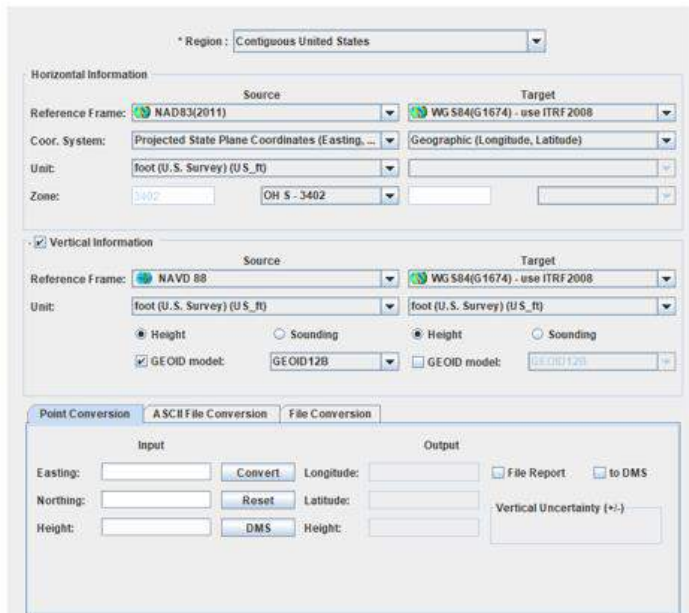 * Region : Contiguous United States
Horizontal Information
Source Target
Reference Frame: NAD83(2011) WGS84(G1674) - use ITRF2008
Coor. System: Projected State Plane Coordinates (Easting, ... Geographic (Longitude, Latitude)
Unit: foot (U.S. Survey) (US_ft)
Zone: 3402 OH S - 3402
Vertical Information
Source Target
Reference Frame: NAVD 88 WGS84(G1674) - use ITRF2008
Unit: foot (U.S. Survey) (US_ft) foot (U.S. Survey) (US_ft)
Height Sounding Height Sounding
GEOID model: GEOID12B GEOID model: GEOID12B
Point Conversion ASCII File Conversion File Conversion
Input Output
Easting: Convert Longitude: File Report to DMS
Northing: Reset Latitude: Vertical Uncertainty (+/-)
Height: DMS Height: